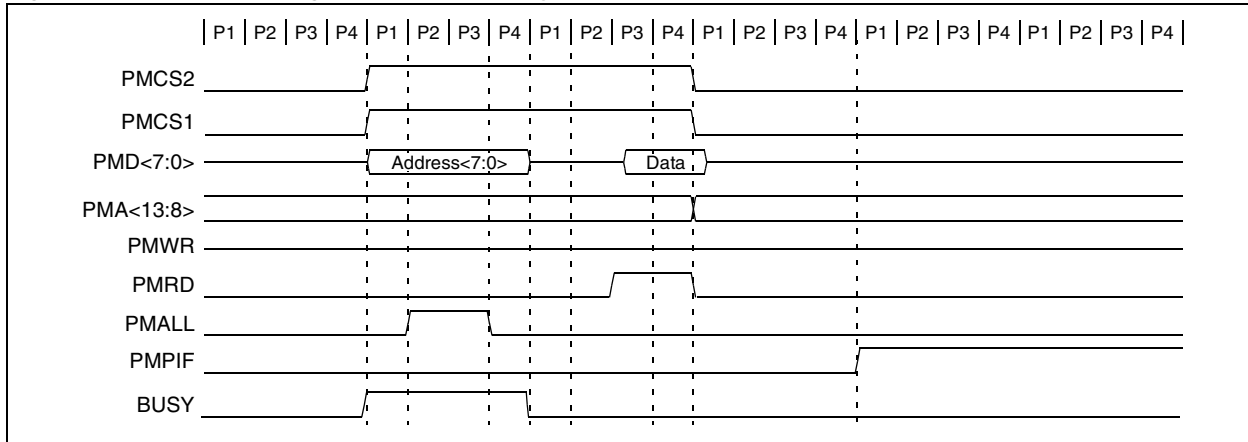 P1 P2 P3 P4 P1 P2 P3 P4 P1 P2 P3 P4 P1 P2 P3 P4 P1 P2 P3 P4 P1 P2 P3 P4
PMCS2
PMCS1
PMD<7:0> Address<7:0> Data
PMA<13:8>
PMWR
PMRD
PMALL
PMPIF
BUSY